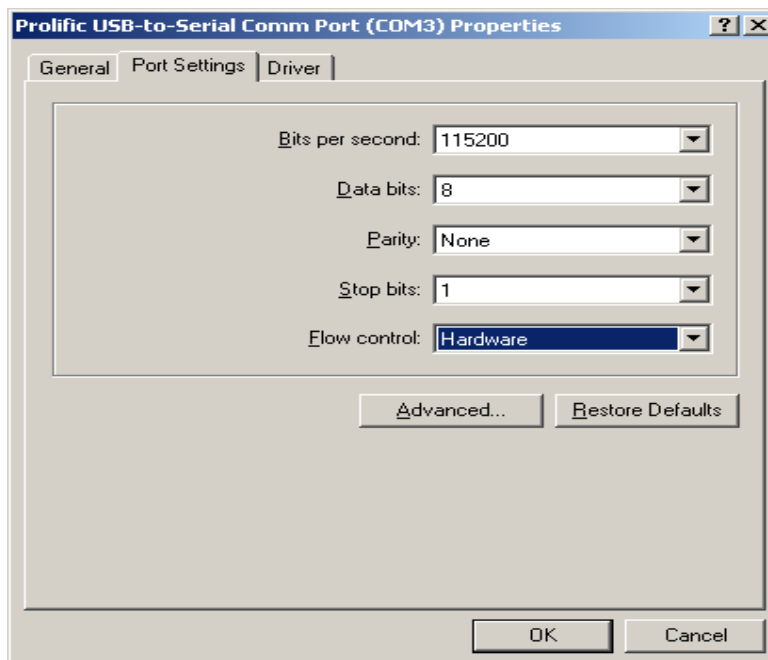 Prolific USB-to-Serial Comm Port (COM3) Properties
General Port Settings Driver
Bits per second: 115200
Data bits: 8
Parity: None
Stop bits: 1
Flow control: Hardware
Advanced... Restore Defaults
OK Cancel